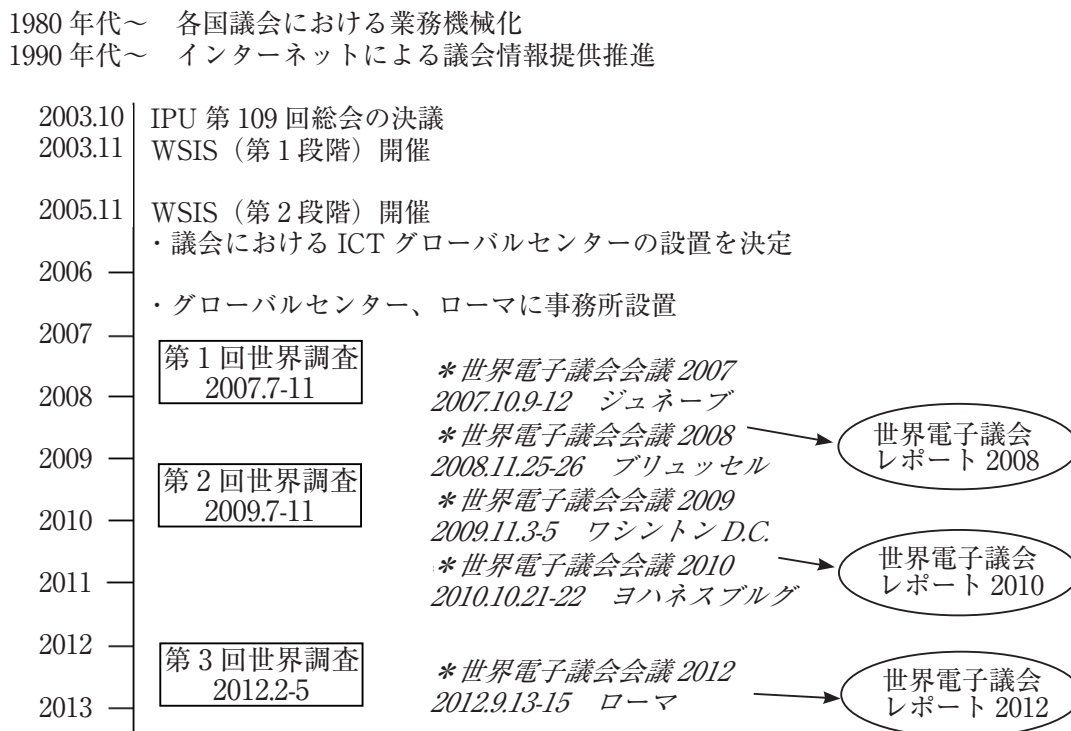 1980年代～　各国議会における業務機械化
1990年代～　インターネットによる議会情報提供推進
2003.10　IPU 第109回総会の決議
2003.11　WSIS（第1段階）開催
2005.11　WSIS（第2段階）開催
・議会における ICT グローバルセンターの設置を決定
2006
・グローバルセンター、ローマに事務所設置
2007
第1回世界調査
2007.7-11
＊世界電子議会会議 2007
2007.10.9-12　ジュネーブ
2008
＊世界電子議会会議 2008
2008.11.25-26　ブリュッセル
世界電子議会
レポート 2008
2009
第2回世界調査
2009.7-11
＊世界電子議会会議 2009
2009.11.3-5　ワシントン D.C.
2010
＊世界電子議会会議 2010
2010.10.21-22　ヨハネスブルグ
世界電子議会
レポート 2010
2011
2012
第3回世界調査
2012.2-5
＊世界電子議会会議 2012
2012.9.13-15　ローマ
世界電子議会
レポート 2012
2013